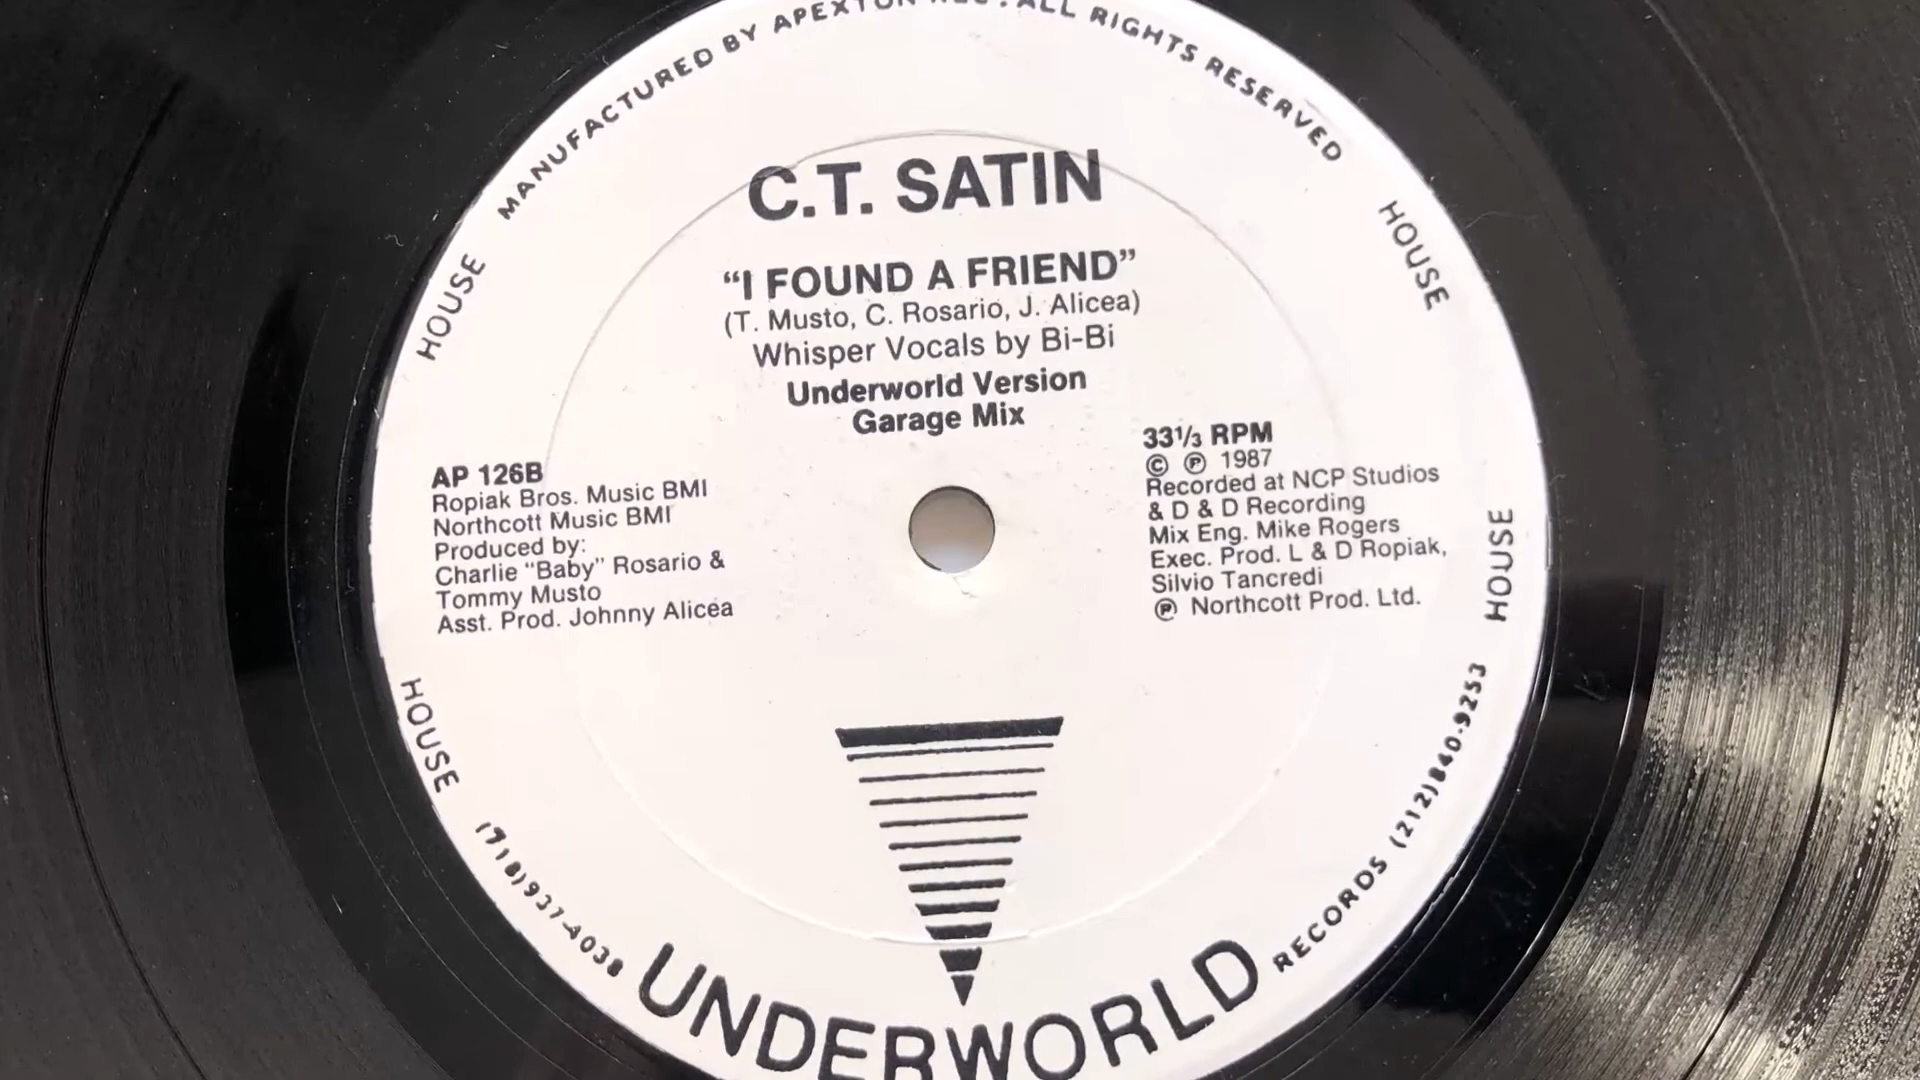 MANUFACTURED BY APEXTON REC. ALL RIGHTS RESERVED
HOUSE
HOUSE
C.T. SATIN
“I FOUND A FRIEND”
(T. Musto, C. Rosario, J. Alicea)
Whisper Vocals by Bi-Bi
Underworld Version
Garage Mix
AP 126B
Ropiak Bros. Music BMI
Northcott Music BMI
Produced by:
Charlie “Baby” Rosario &
Tommy Musto
Asst. Prod. Johnny Alicea
33⅓ RPM
© ℗ 1987
Recorded at NCP Studios
& D & D Recording
Mix Eng. Mike Rogers
Exec. Prod. L & D Ropiak,
Silvio Tancredi
℗ Northcott Prod. Ltd.
HOUSE
HOUSE
(718)937-4038
UNDERWORLD
RECORDS (212)840-9253